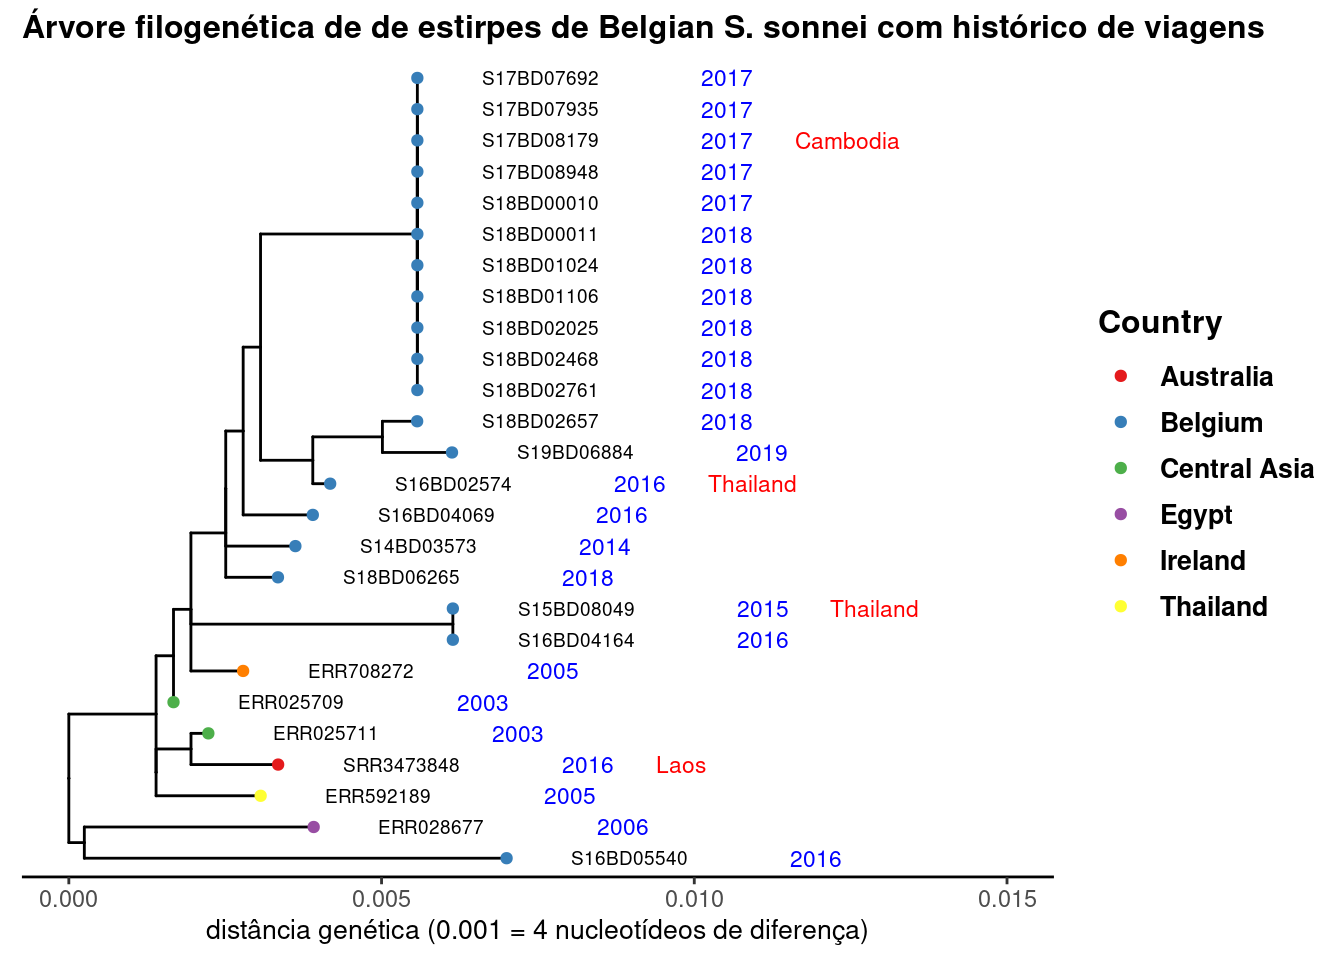 Árvore filogenética de de estirpes de Belgian S. sonnei com histórico de viagens
S17BD07692 2017
S17BD07935 2017
S17BD08179 2017 Cambodia
S17BD08948 2017
S18BD00010 2017
S18BD00011 2018
S18BD01024 2018
S18BD01106 2018
S18BD02025 2018
S18BD02468 2018
S18BD02761 2018
S18BD02657 2018
S19BD06884 2019
S16BD02574 2016 Thailand
S16BD04069 2016
S14BD03573 2014
S18BD06265 2018
S15BD08049 2015 Thailand
S16BD04164 2016
ERR708272 2005
ERR025709 2003
ERR025711 2003
SRR3473848 2016 Laos
ERR592189 2005
ERR028677 2006
S16BD05540 2016
0.000 0.005 0.010 0.015
distância genética (0.001 = 4 nucleotídeos de diferença)
Country
Australia
Belgium
Central Asia
Egypt
Ireland
Thailand